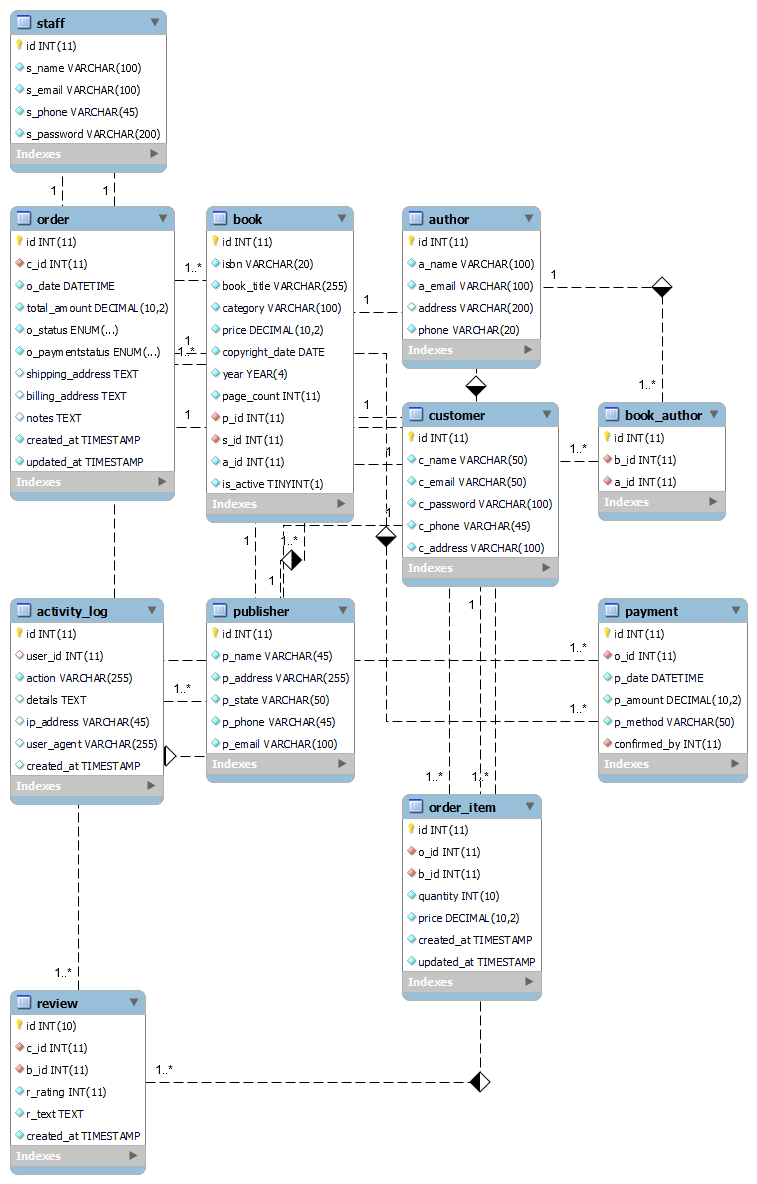 staff
id INT(11)
s_name VARCHAR(100)
s_email VARCHAR(100)
s_phone VARCHAR(45)
s_password VARCHAR(200)
Indexes
1
1
order
id INT(11)
c_id INT(11)
o_date DATETIME
total_amount DECIMAL(10,2)
o_status ENUM(...)
o_paymentstatus ENUM(...)
shipping_address TEXT
billing_address TEXT
notes TEXT
created_at TIMESTAMP
updated_at TIMESTAMP
Indexes
1..*
1
1..*
1
book
id INT(11)
isbn VARCHAR(20)
book_title VARCHAR(255)
category VARCHAR(100)
price DECIMAL(10,2)
copyright_date DATE
year YEAR(4)
page_count INT(11)
p_id INT(11)
s_id INT(11)
a_id INT(11)
is_active TINYINT(1)
Indexes
1
1
1
1
1
1..*
1
author
id INT(11)
a_name VARCHAR(100)
a_email VARCHAR(100)
address VARCHAR(200)
phone VARCHAR(20)
Indexes
1
1..*
customer
id INT(11)
c_name VARCHAR(50)
c_email VARCHAR(50)
c_password VARCHAR(100)
c_phone VARCHAR(45)
c_address VARCHAR(100)
Indexes
1..*
book_author
id INT(11)
b_id INT(11)
a_id INT(11)
Indexes
activity_log
id INT(11)
user_id INT(11)
action VARCHAR(255)
details TEXT
ip_address VARCHAR(45)
user_agent VARCHAR(255)
created_at TIMESTAMP
Indexes
1..*
publisher
id INT(11)
p_name VARCHAR(45)
p_address VARCHAR(255)
p_state VARCHAR(50)
p_phone VARCHAR(45)
p_email VARCHAR(100)
Indexes
1
1..*
1..*
payment
id INT(11)
o_id INT(11)
p_date DATETIME
p_amount DECIMAL(10,2)
p_method VARCHAR(50)
confirmed_by INT(11)
Indexes
1..*
1..*
order_item
id INT(11)
o_id INT(11)
b_id INT(11)
quantity INT(10)
price DECIMAL(10,2)
created_at TIMESTAMP
updated_at TIMESTAMP
Indexes
1..*
review
id INT(10)
c_id INT(11)
b_id INT(11)
r_rating INT(11)
r_text TEXT
created_at TIMESTAMP
Indexes
1..*